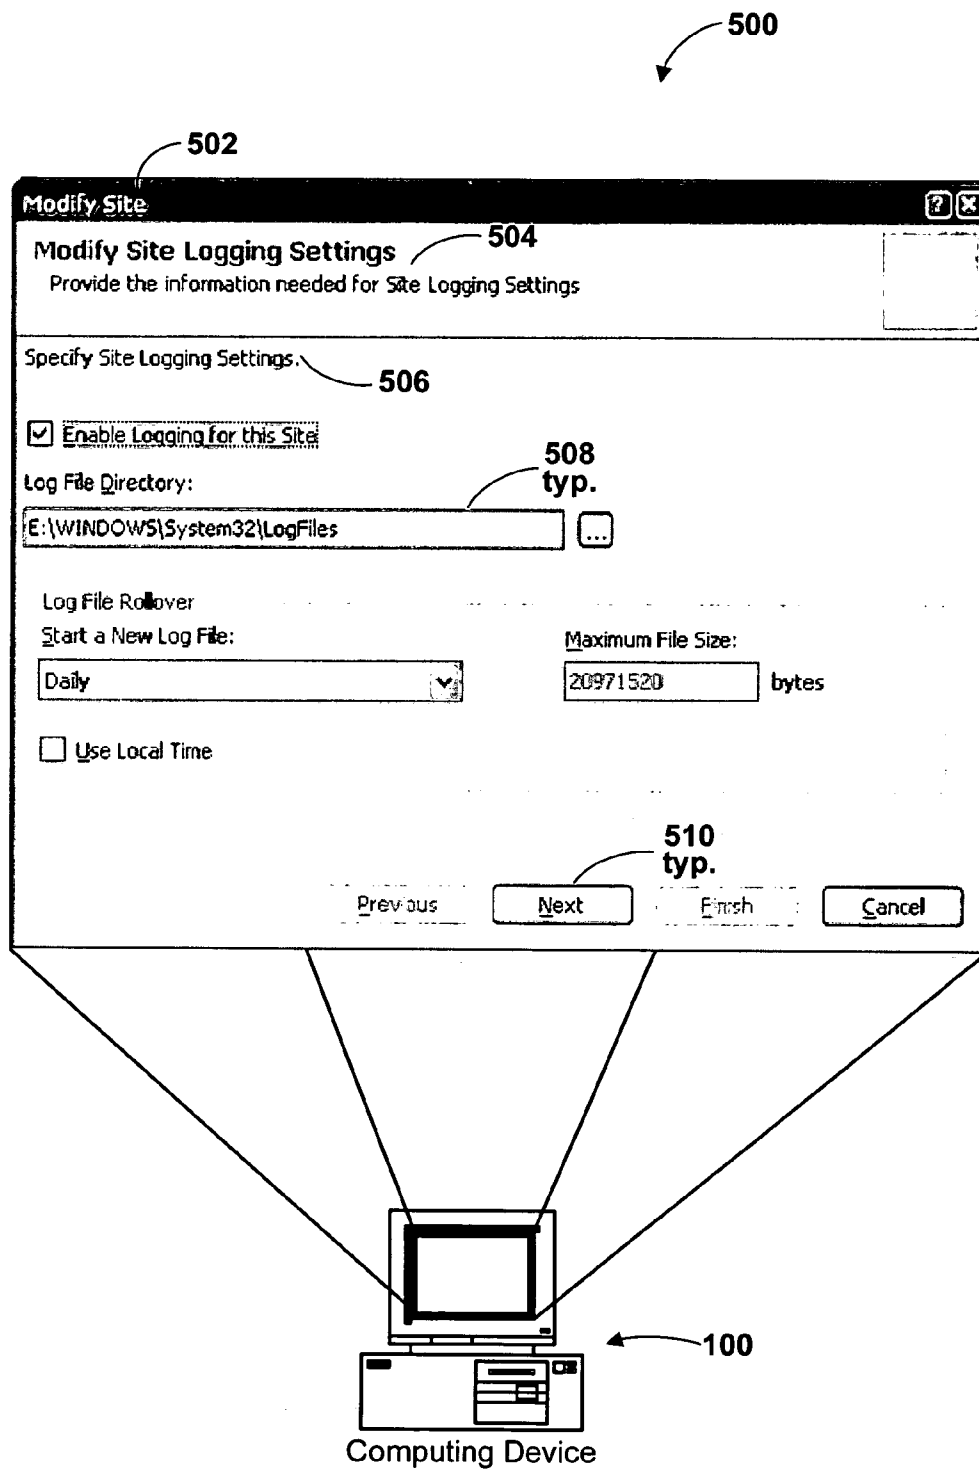 500
502
Modify Site ? X
Modify Site Logging Settings 504
Provide the information needed for Site Logging Settings
Specify Site Logging Settings.
506
Enable Logging for this Site
508
typ.
Log File Directory:
E:\WINDOWS\System32\LogFiles ...
Log File Rollover
Start a New Log File: Maximum File Size:
Daily 20971520 bytes
Use Local Time
510
typ.
Previous Next Finish Cancel
100
Computing Device